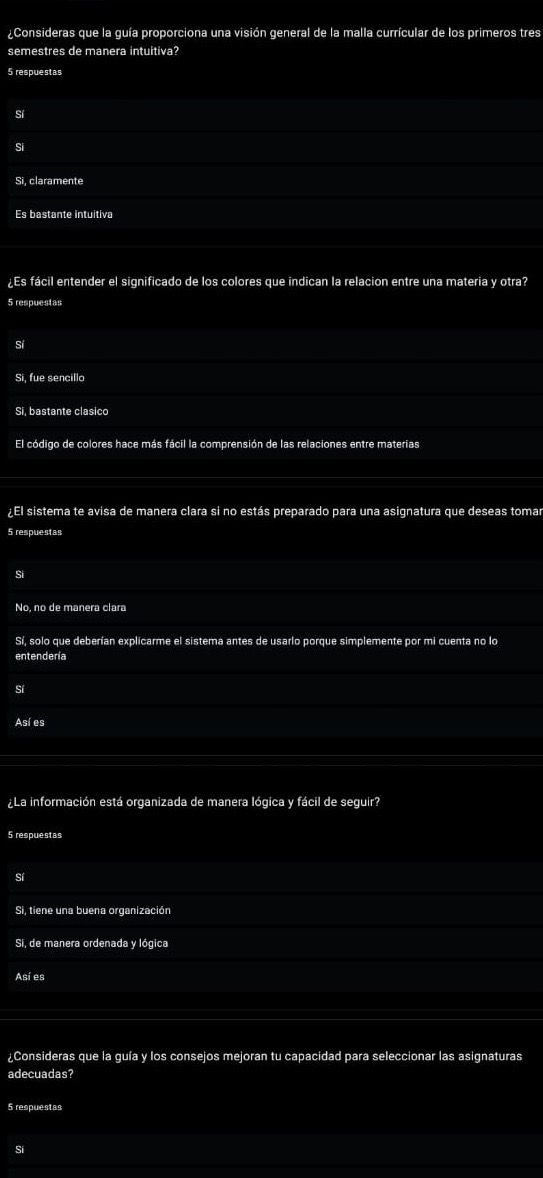 ¿Consideras que la guía proporciona una visión general de la malla currícular de los primeros tres
semestres de manera intuitiva?
5 respuestas
Sí
Si
Si, claramente
Es bastante intuitiva
¿Es fácil entender el significado de los colores que indican la relacion entre una materia y otra?
5 respuestas
Sí
Si, fue sencillo
Si, bastante clasico
El código de colores hace más fácil la comprensión de las relaciones entre materias
¿El sistema te avisa de manera clara si no estás preparado para una asignatura que deseas tomar
5 respuestas
Si
No, no de manera clara
Sí, solo que deberían explicarme el sistema antes de usarlo porque simplemente por mi cuenta no lo
entendería
Sí
Así es
¿La información está organizada de manera lógica y fácil de seguir?
5 respuestas
Sí
Si, tiene una buena organización
Si, de manera ordenada y lógica
Así es
¿Consideras que la guía y los consejos mejoran tu capacidad para seleccionar las asignaturas
adecuadas?
5 respuestas
Si